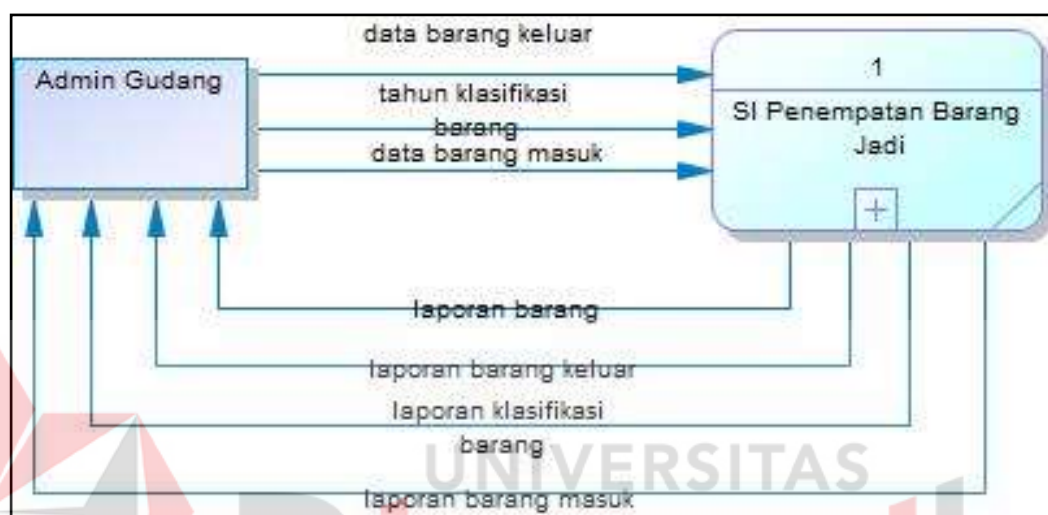 data barang keluar
Admin Gudang
tahun klasifikasi
barang
data barang masuk
1
SI Penempatan Barang
Jadi
laporan barang
laporan barang keluar
laporan klasifikasi
barang
UNIVERSITAS
laporan barang masuk